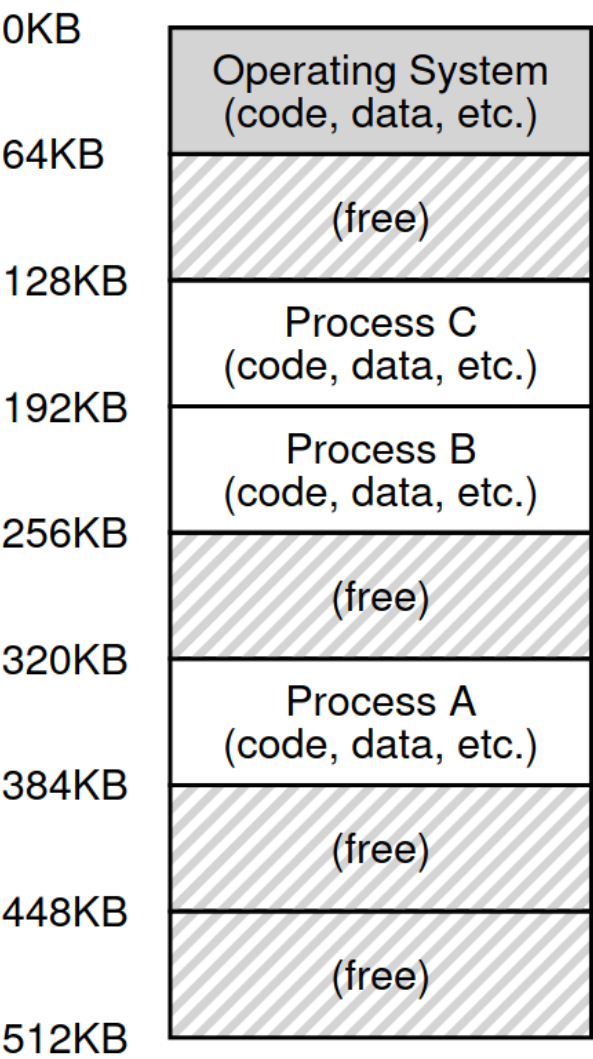 0KB
Operating System
(code, data, etc.)
64KB
(free)
128KB
Process C
(code, data, etc.)
192KB
Process B
(code, data, etc.)
256KB
(free)
320KB
Process A
(code, data, etc.)
384KB
(free)
448KB
(free)
512KB